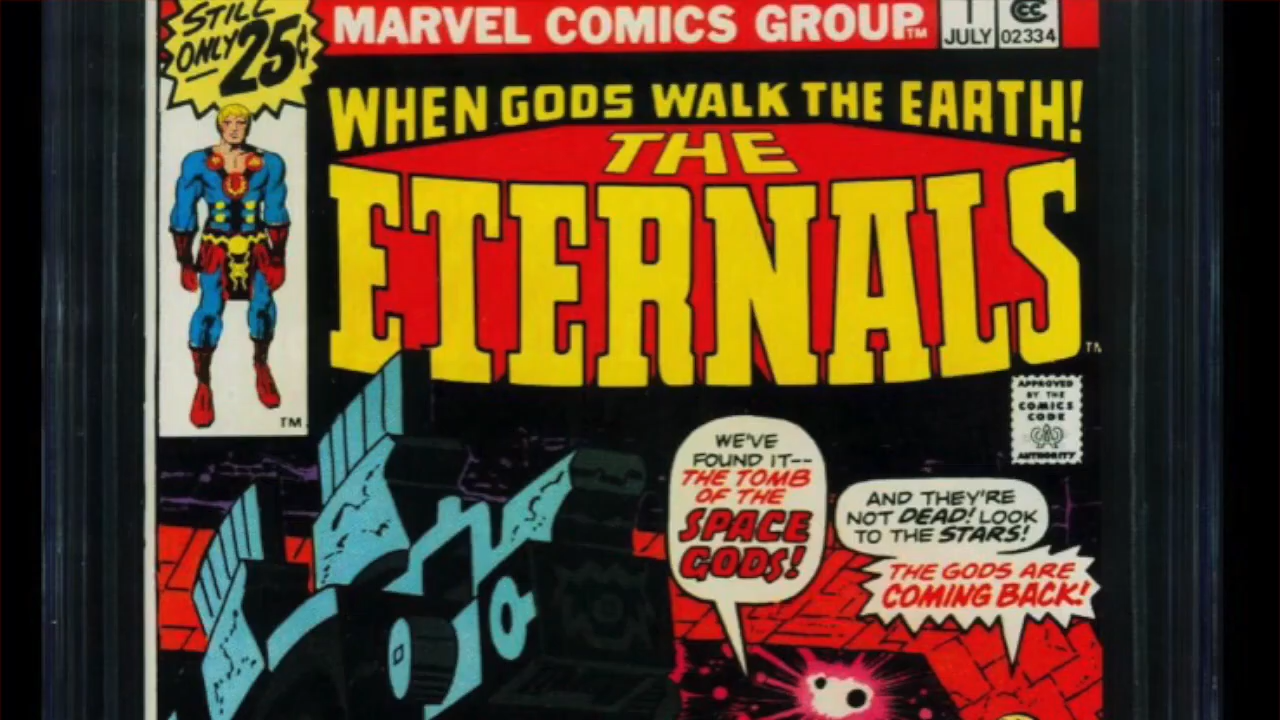 STILL
ONLY 25¢
MARVEL COMICS GROUP™
1
JULY
CC
02334
WHEN GODS WALK THE EARTH!
THE
ETERNALS
TM
TM
APPROVED
BY THE
COMICS
CODE
AUTHORITY
WE'VE
FOUND IT--
THE TOMB
OF THE
SPACE
GODS!
AND THEY'RE
NOT DEAD! LOOK
TO THE STARS!
THE GODS ARE
COMING BACK!